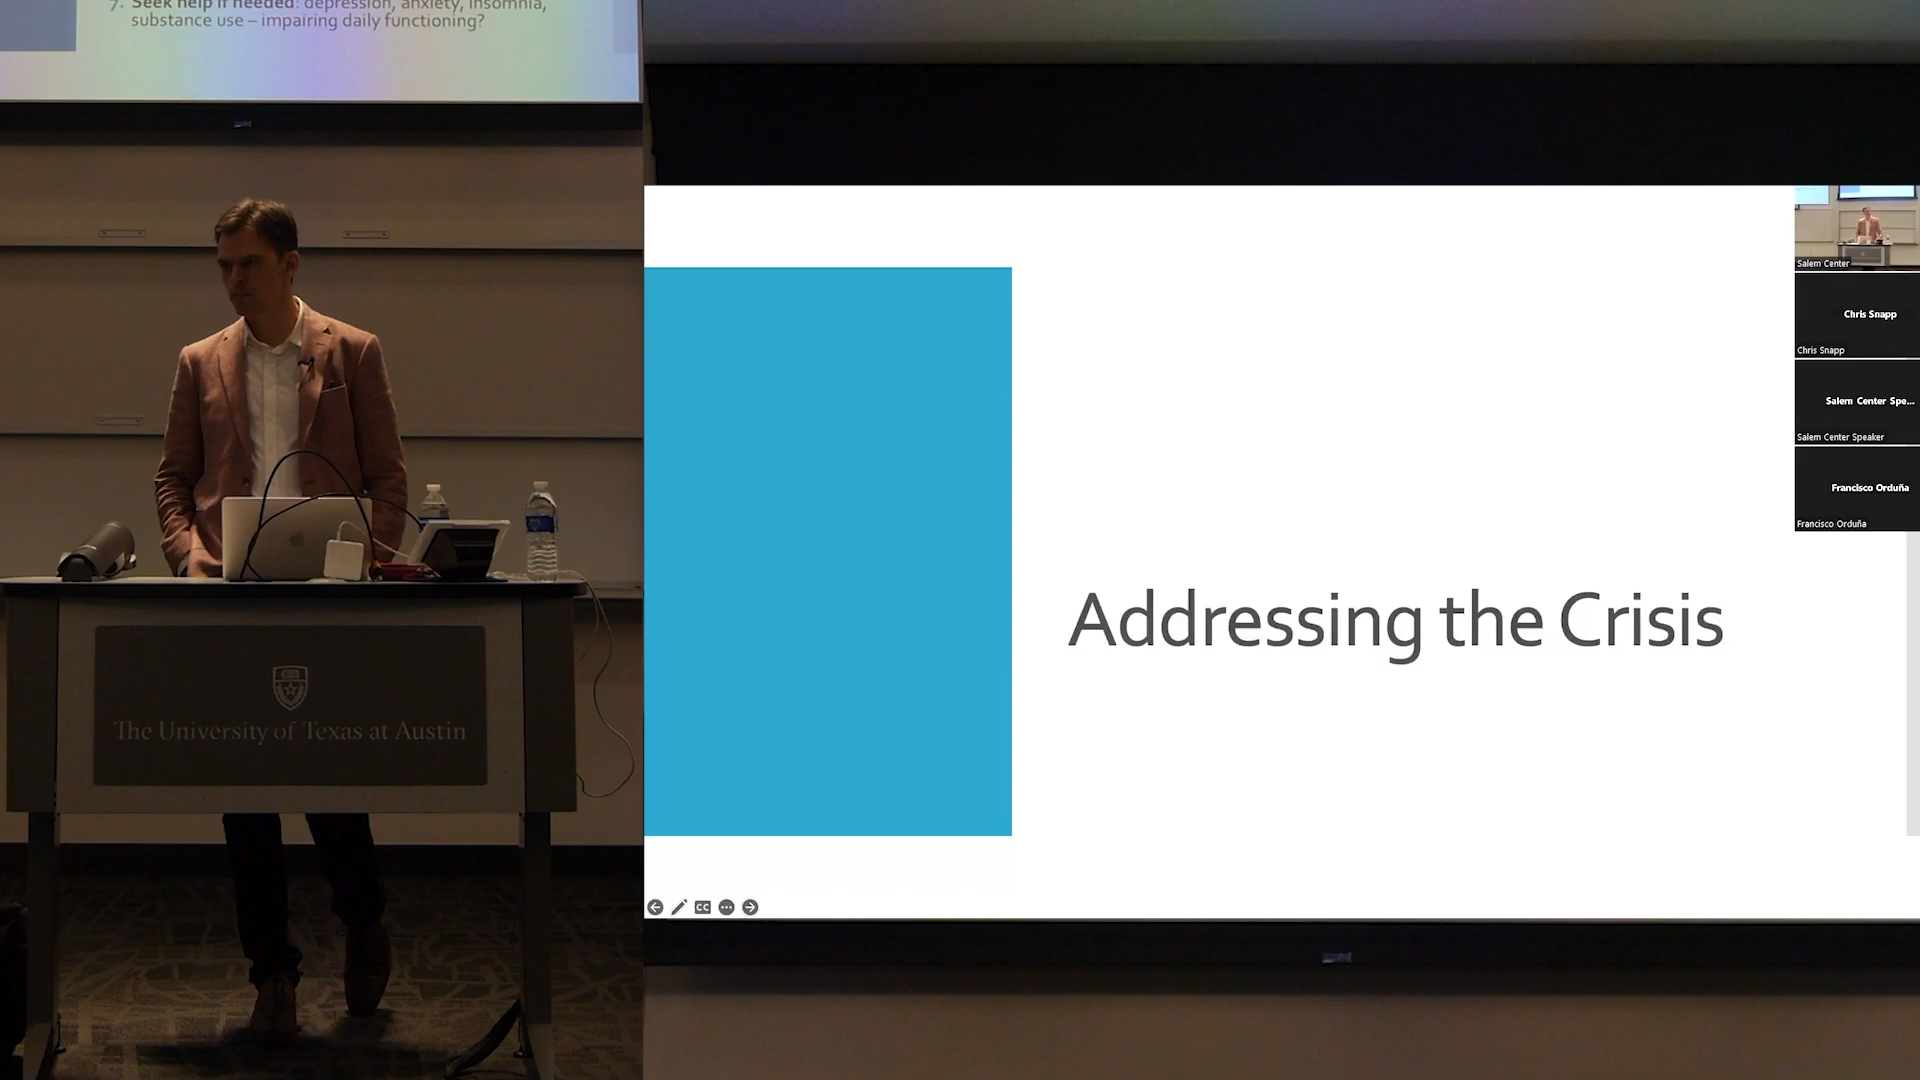 7. Seek help if needed: depression, anxiety, insomnia,
substance use – impairing daily functioning?
The University of Texas at Austin
Addressing the Crisis
Salem Center
Chris Snapp
Chris Snapp
Salem Center Spe...
Salem Center Speaker
Francisco Orduña
Francisco Orduña
CC